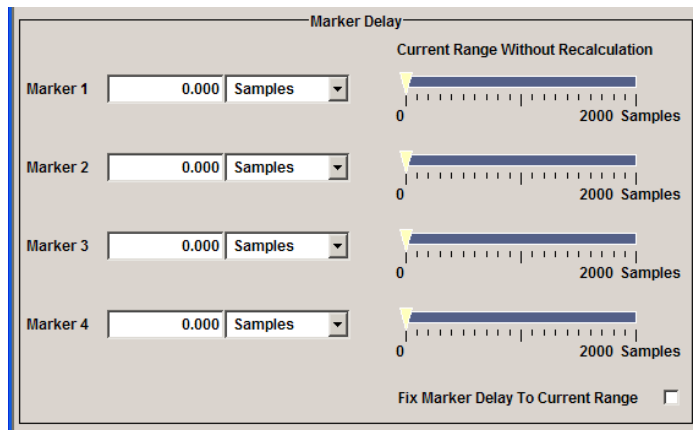 Marker Delay
Current Range Without Recalculation
Marker 1 0.000 Samples
0 2000 Samples
Marker 2 0.000 Samples
0 2000 Samples
Marker 3 0.000 Samples
0 2000 Samples
Marker 4 0.000 Samples
0 2000 Samples
Fix Marker Delay To Current Range